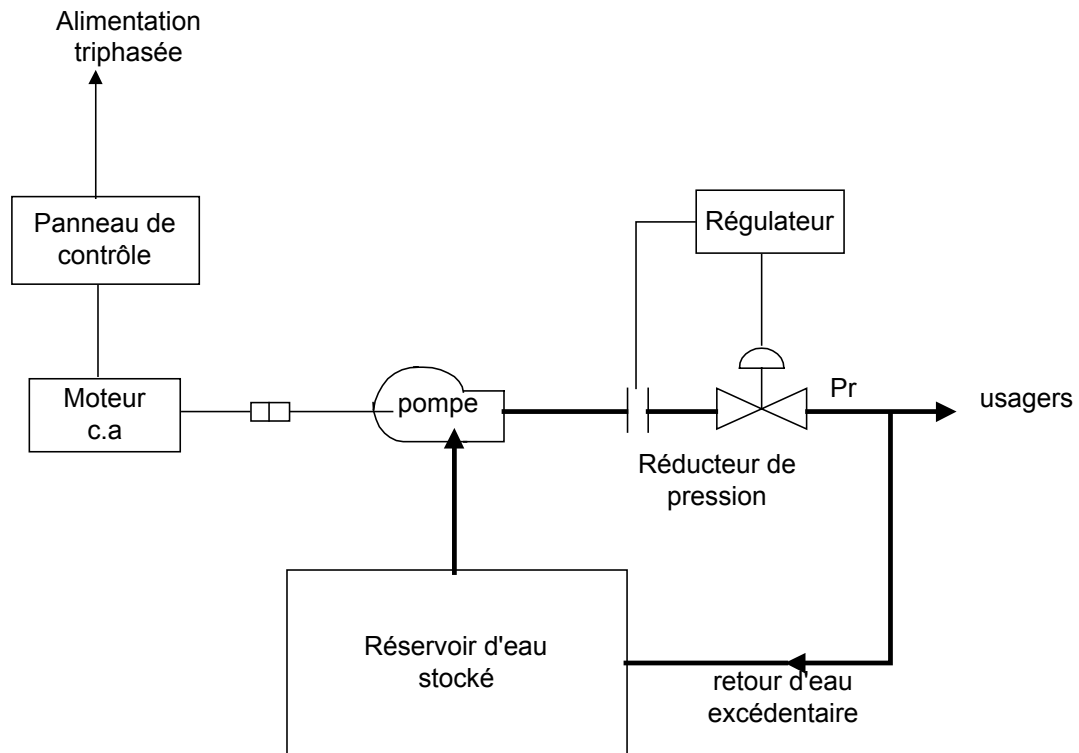 Alimentation
triphasée
Panneau de
contrôle
Régulateur
Moteur
c.a
pompe
Pr
usagers
Réducteur de
pression
Réservoir d'eau
stocké
retour d'eau
excédentaire